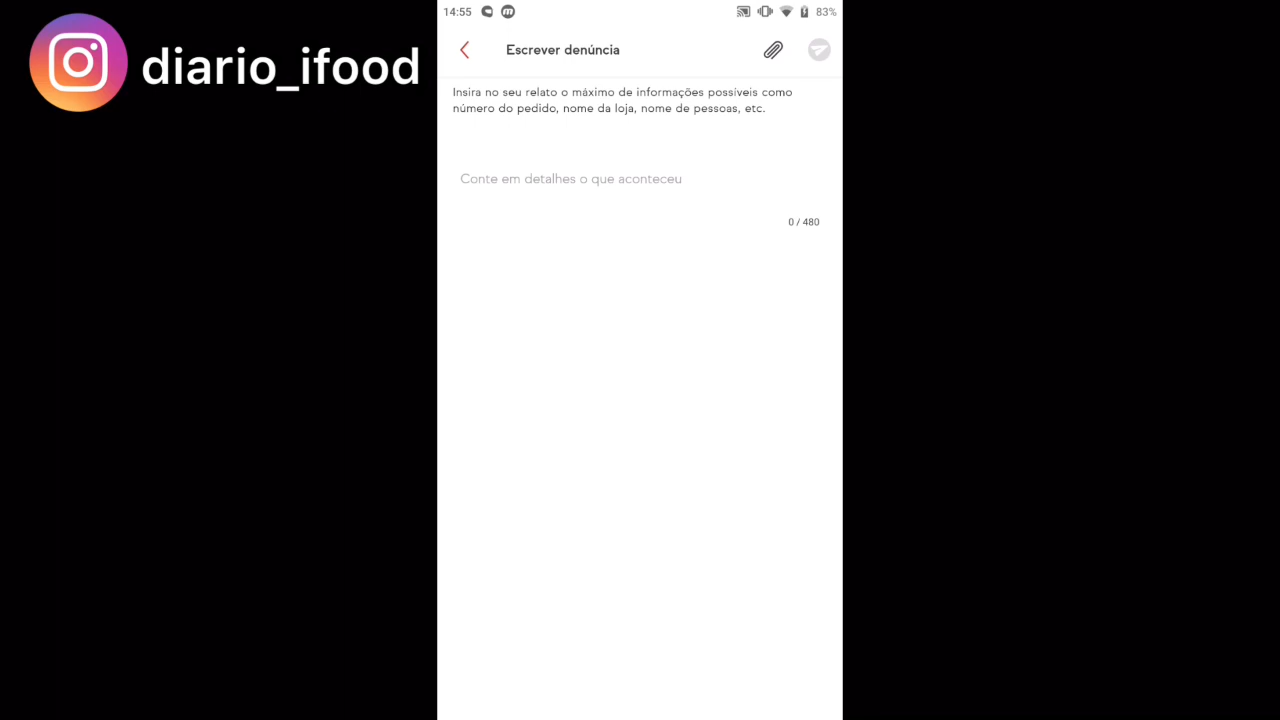 diario_ifood
14:55
83%
Escrever denúncia
Insira no seu relato o máximo de informações possíveis como
número do pedido, nome da loja, nome de pessoas, etc.
Conte em detalhes o que aconteceu
0 / 480